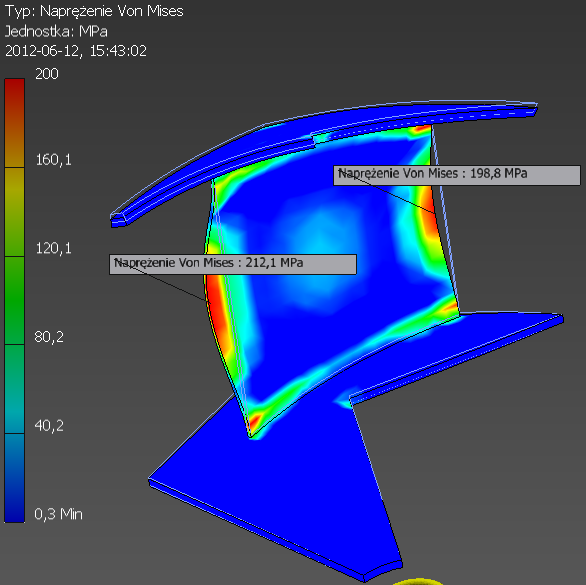 Typ: Naprężenie Von Mises
Jednostka: MPa
2012-06-12, 15:43:02
200
160,1
Naprężenie Von Mises : 198,8 MPa
120,1
Naprężenie Von Mises : 212,1 MPa
80,2
40,2
0,3 Min